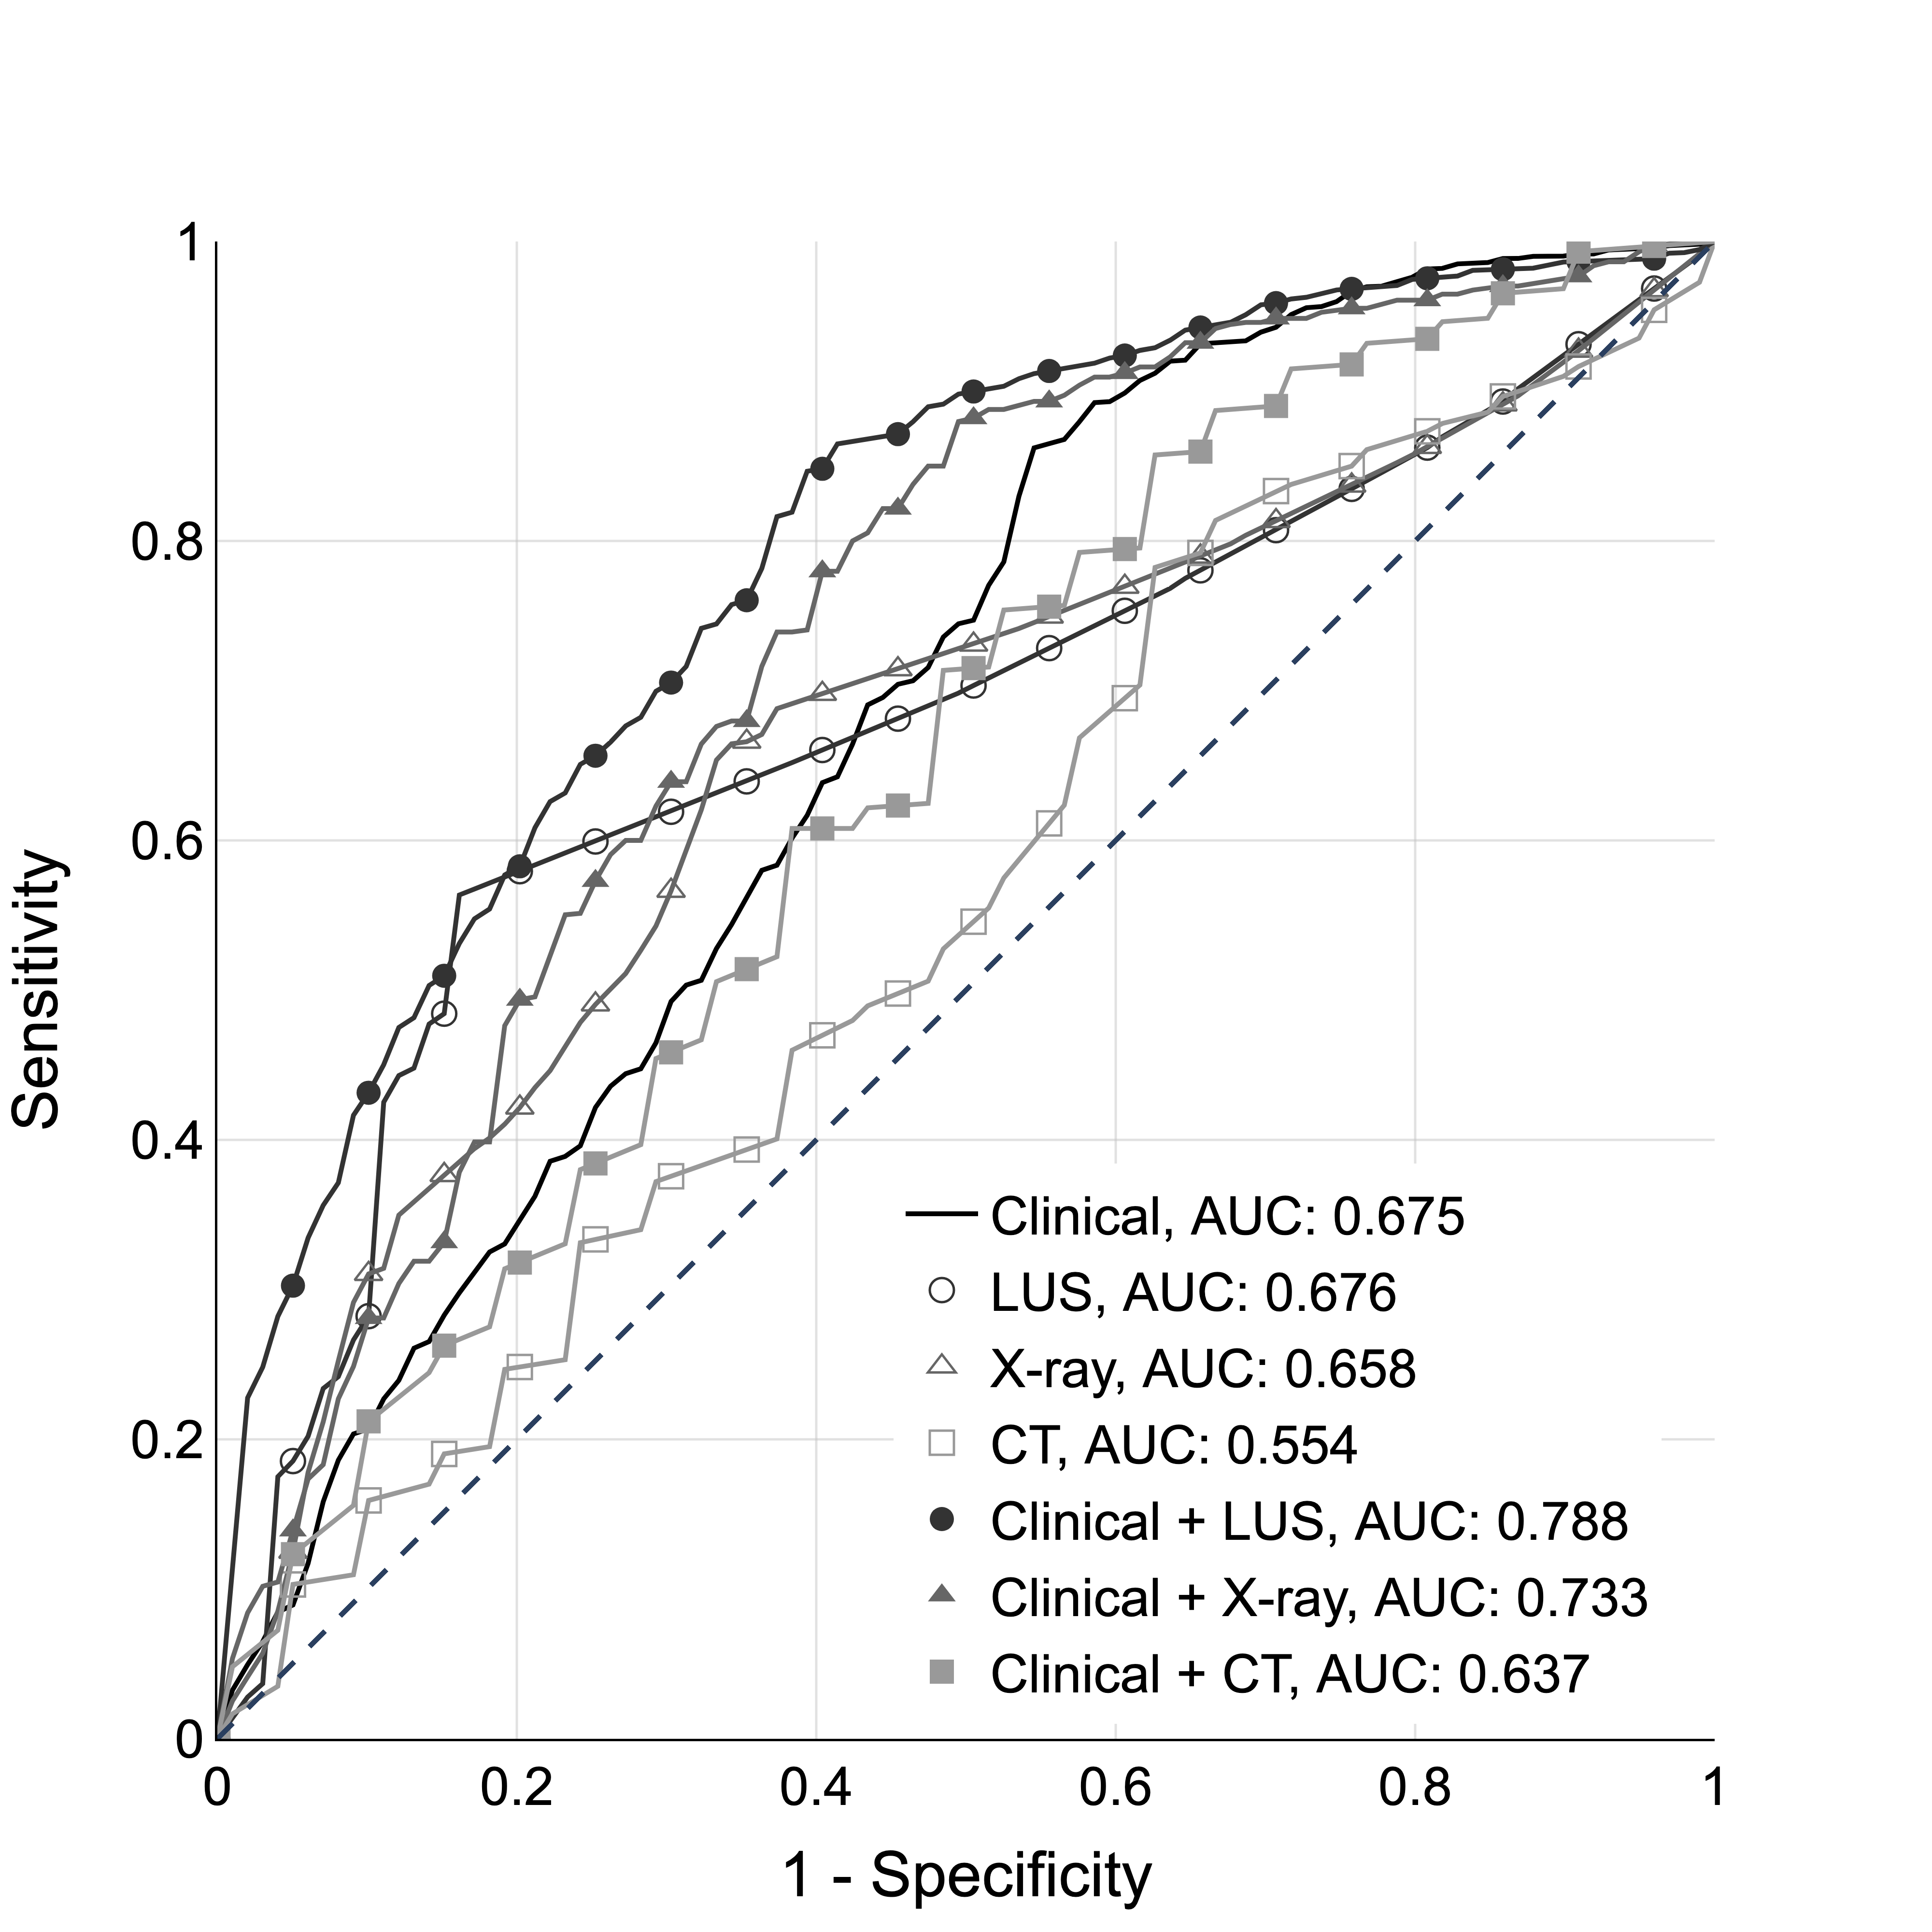 1
0.8
0.6
0.4
0.2
0
Sensitivity
Clinical, AUC: 0.675
LUS, AUC: 0.676
X-ray, AUC: 0.658
CT, AUC: 0.554
Clinical + LUS, AUC: 0.788
Clinical + X-ray, AUC: 0.733
Clinical + CT, AUC: 0.637
0 0.2 0.4 0.6 0.8 1
1 - Specificity